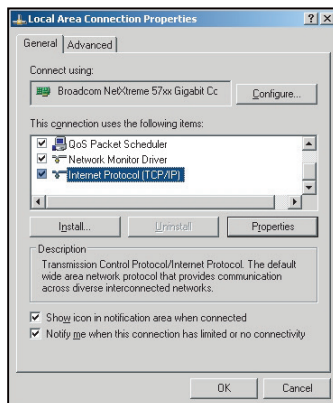 Local Area Connection Properties
General Advanced
Connect using:
Broadcom NetXtreme 57xx Gigabit Cc
Configure...
This connection uses the following items:
QoS Packet Scheduler
Network Monitor Driver
Internet Protocol (TCP/IP)
Install... Uninstall Properties
Description
Transmission Control Protocol/Internet Protocol. The default
wide area network protocol that provides communication
across diverse interconnected networks.
Show icon in notification area when connected
Notify me when this connection has limited or no connectivity
OK Cancel